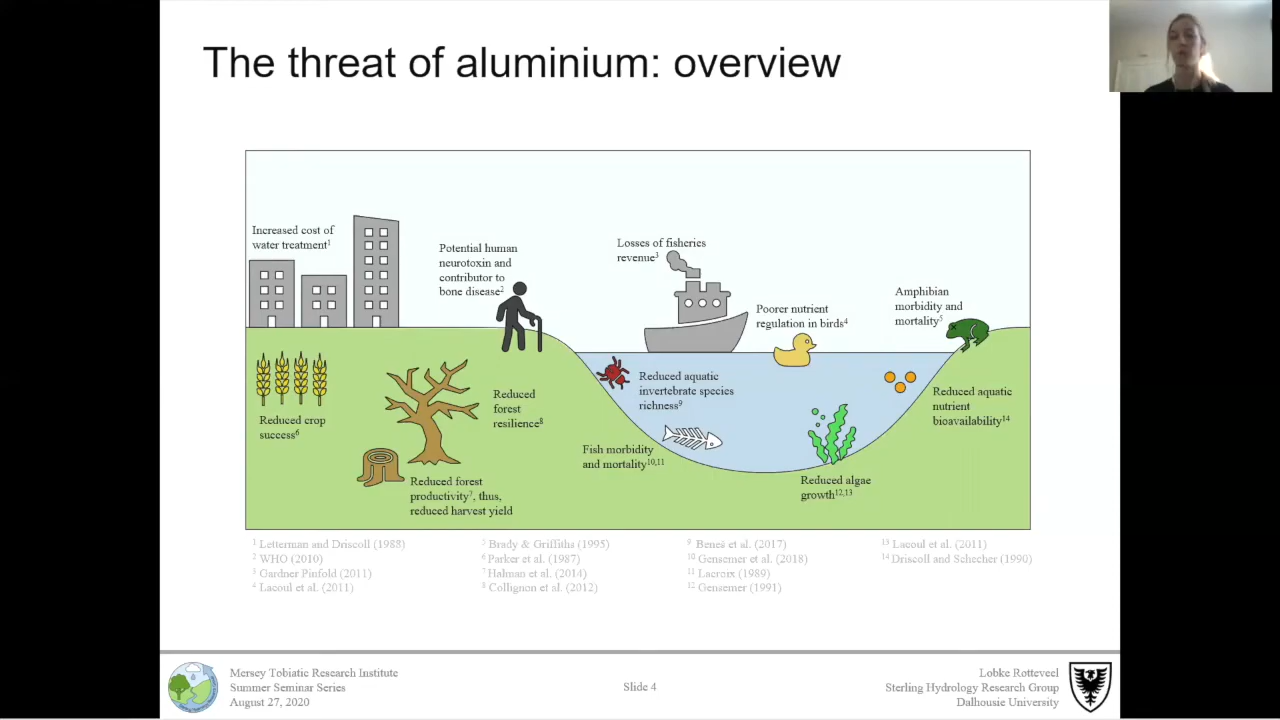 The threat of aluminium: overview
Increased cost of
water treatment¹
Potential human
neurotoxin and
contributor to
bone disease²
Losses of fisheries
revenue³
Poorer nutrient
regulation in birds⁴
Amphibian
morbidity and
mortality⁵
Reduced crop
success⁶
Reduced
forest
resilience⁸
Reduced forest
productivity⁷, thus,
reduced harvest yield
Reduced aquatic
invertebrate species
richness⁹
Fish morbidity
and mortality¹⁰,¹¹
Reduced algae
growth¹²,¹³
Reduced aquatic
nutrient
bioavailability¹⁴
¹ Letterman and Driscoll (1988)
² WHO (2010)
³ Gardner Pinfold (2011)
⁴ Lacoul et al. (2011)
⁵ Brady & Griffiths (1995)
⁶ Parker et al. (1987)
⁷ Halman et al. (2014)
⁸ Collignon et al. (2012)
⁹ Beneš et al. (2017)
¹⁰ Gensemer et al. (2018)
¹¹ Lacroix (1989)
¹² Gensemer (1991)
¹³ Lacoul et al. (2011)
¹⁴ Driscoll and Schecher (1990)
Mersey Tobiatic Research Institute
Summer Seminar Series
August 27, 2020
Slide 4
Lobke Rotteveel
Sterling Hydrology Research Group
Dalhousie University